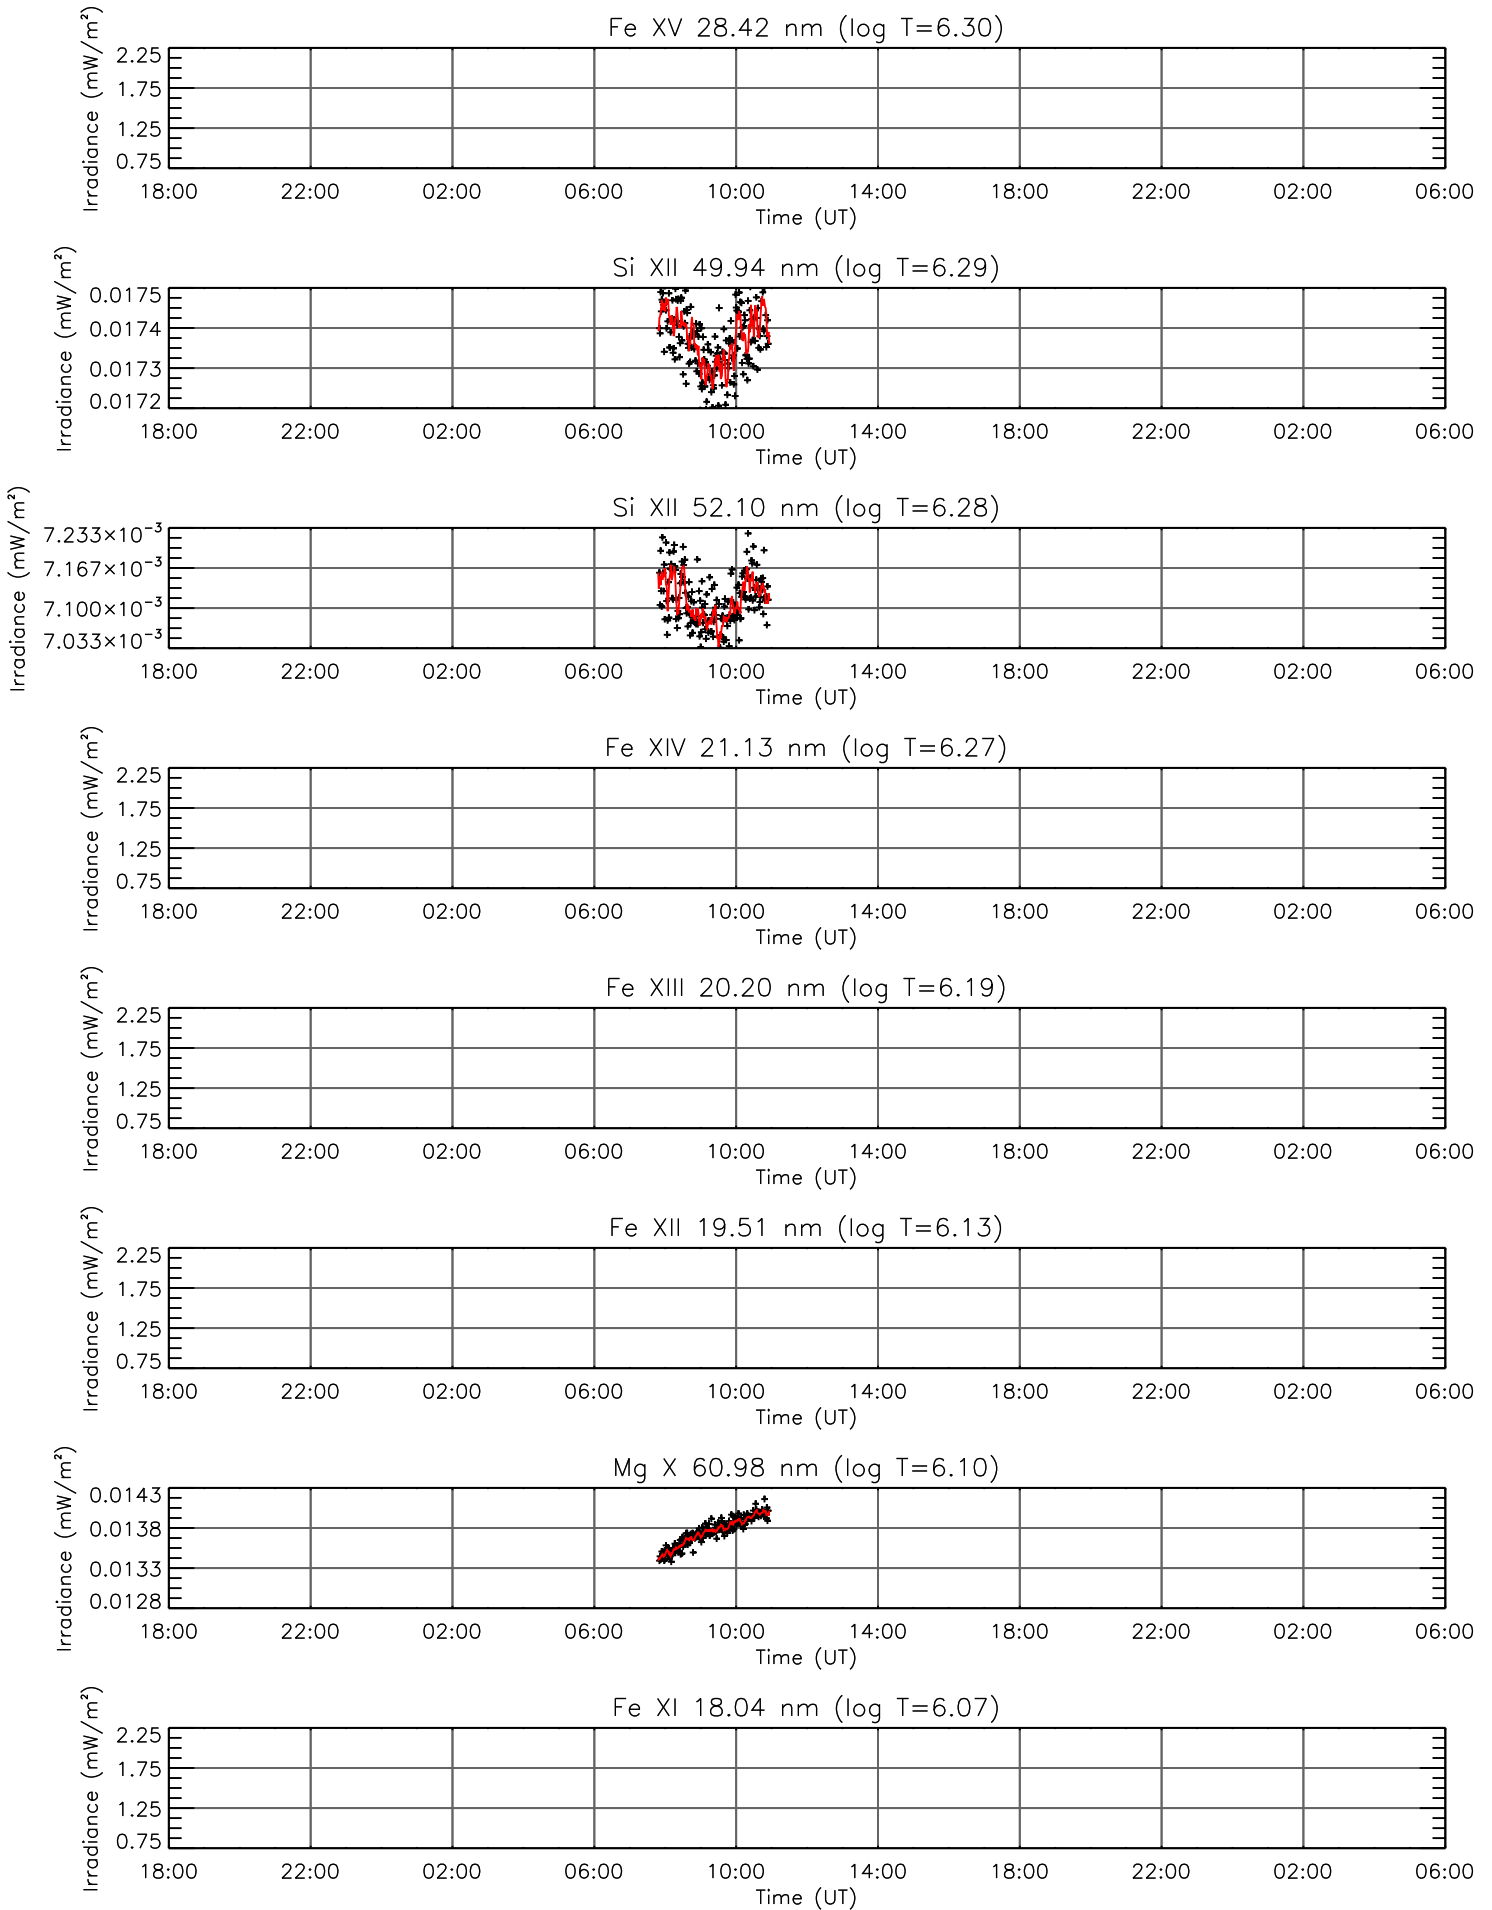 Fe XV 28.42 nm (log T=6.30)
Irradiance (mW/m²)
2.25
1.75
1.25
0.75
18:00 22:00 02:00 06:00 10:00 14:00 18:00 22:00 02:00 06:00
Time (UT)
Si XII 49.94 nm (log T=6.29)
Irradiance (mW/m²)
0.0175
0.0174
0.0173
0.0172
18:00 22:00 02:00 06:00 10:00 14:00 18:00 22:00 02:00 06:00
Time (UT)
Si XII 52.10 nm (log T=6.28)
Irradiance (mW/m²)
7.233×10⁻³
7.167×10⁻³
7.100×10⁻³
7.033×10⁻³
18:00 22:00 02:00 06:00 10:00 14:00 18:00 22:00 02:00 06:00
Time (UT)
Fe XIV 21.13 nm (log T=6.27)
Irradiance (mW/m²)
2.25
1.75
1.25
0.75
18:00 22:00 02:00 06:00 10:00 14:00 18:00 22:00 02:00 06:00
Time (UT)
Fe XIII 20.20 nm (log T=6.19)
Irradiance (mW/m²)
2.25
1.75
1.25
0.75
18:00 22:00 02:00 06:00 10:00 14:00 18:00 22:00 02:00 06:00
Time (UT)
Fe XII 19.51 nm (log T=6.13)
Irradiance (mW/m²)
2.25
1.75
1.25
0.75
18:00 22:00 02:00 06:00 10:00 14:00 18:00 22:00 02:00 06:00
Time (UT)
Mg X 60.98 nm (log T=6.10)
Irradiance (mW/m²)
0.0143
0.0138
0.0133
0.0128
18:00 22:00 02:00 06:00 10:00 14:00 18:00 22:00 02:00 06:00
Time (UT)
Fe XI 18.04 nm (log T=6.07)
Irradiance (mW/m²)
2.25
1.75
1.25
0.75
18:00 22:00 02:00 06:00 10:00 14:00 18:00 22:00 02:00 06:00
Time (UT)